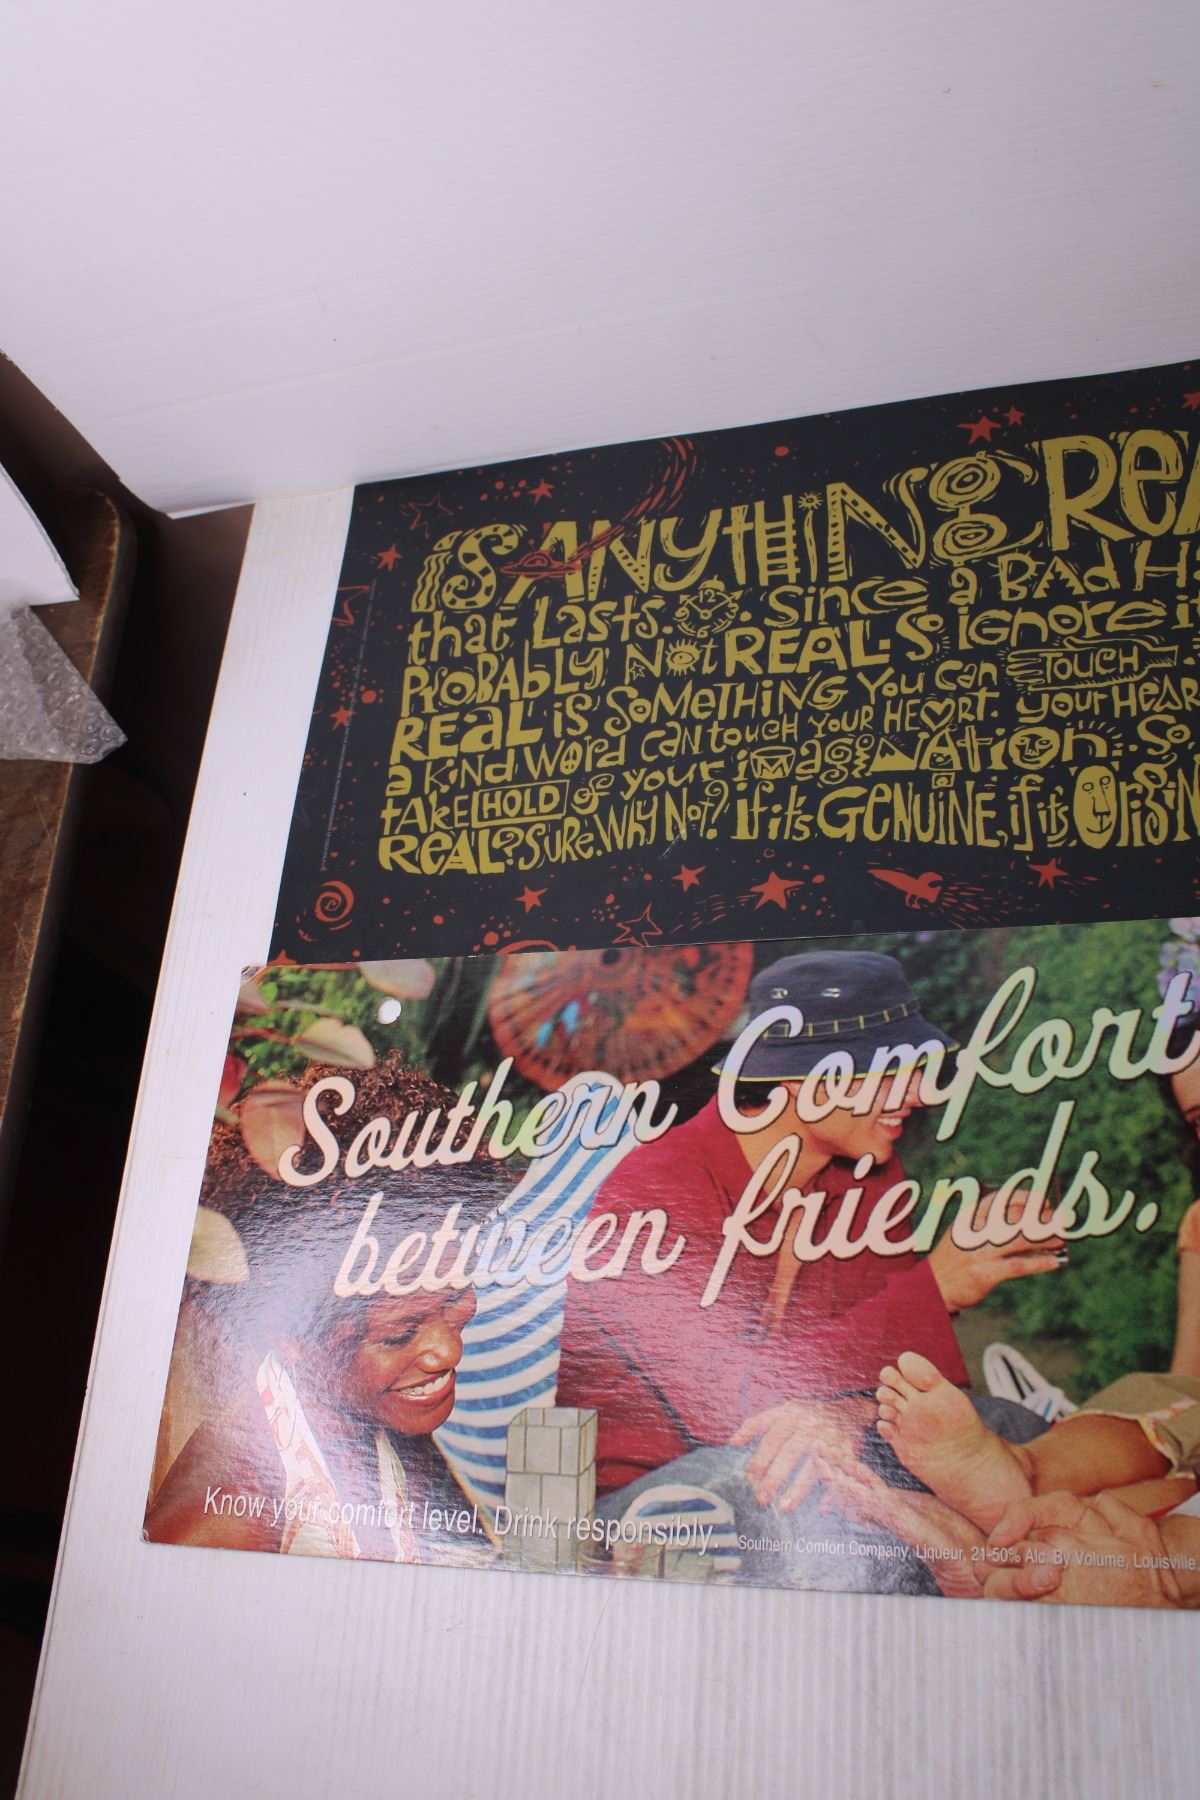 IS ANYTHING REA
that Lasts. Since a BAd H
PRoBABLY Not REAL. So ignore i
REAL is SoMETHiNG You Can TOUCH
a KiNd WoRd CAN touCH YOUR HEART. YOUR HEAR
tAKE HOLD of your imagiNAtion. So
REAL? SURE. WHy Not? If it's GENUiNE, if its ORiGiN
Southern Comfort
between friends.
Know your comfort level. Drink responsibly.
Southern Comfort Company, Liqueur, 21-50% Alc. By Volume, Louisville,